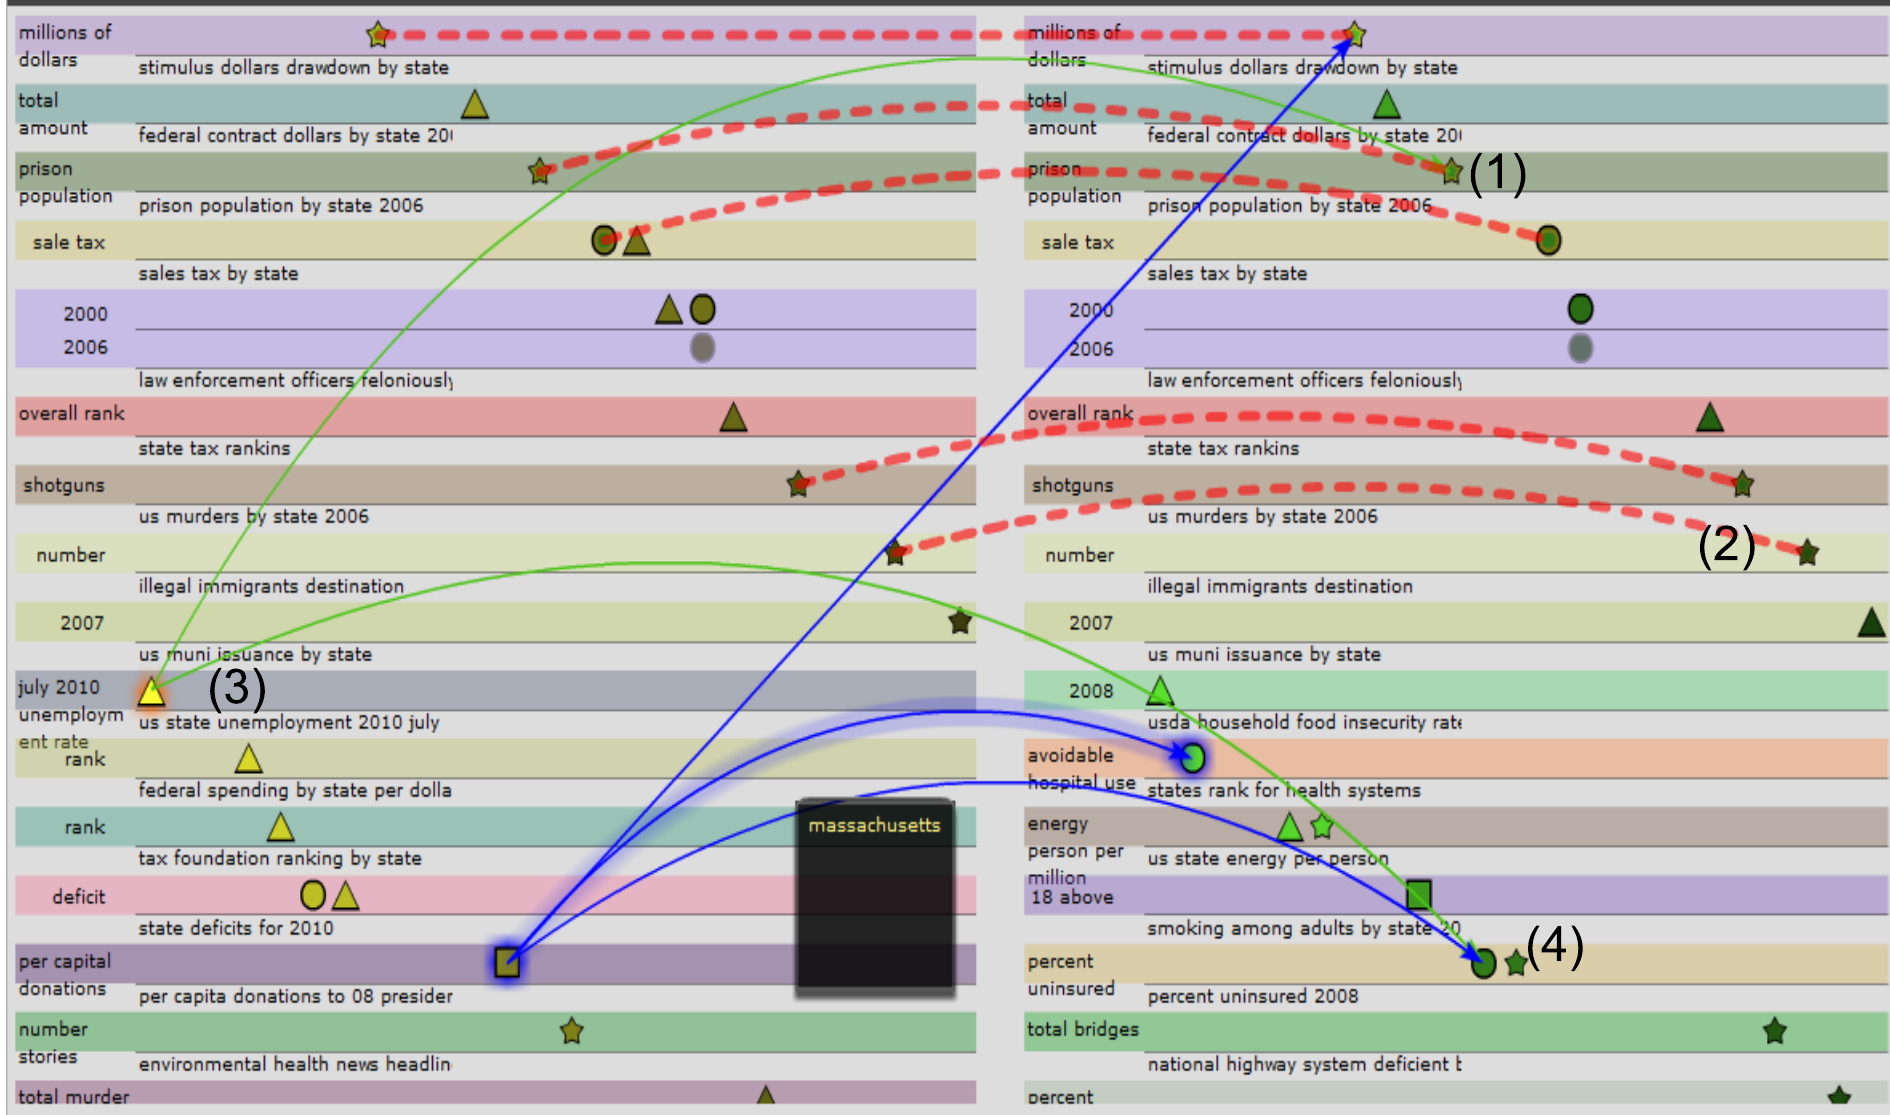 millions of
dollars
stimulus dollars drawdown by state
total
amount
federal contract dollars by state 20
prison
population
prison population by state 2006
sale tax
sales tax by state
2000
2006
law enforcement officers feloniously
overall rank
state tax rankins
shotguns
us murders by state 2006
number
illegal immigrants destination
2007
us muni issuance by state
july 2010
unemploym
ent rate
(3)
us state unemployment 2010 july
rank
federal spending by state per dolla
rank
tax foundation ranking by state
deficit
state deficits for 2010
per capital
donations
per capita donations to 08 presiden
number
stories
environmental health news headlin
total murder
massachusetts
millions of
dollars
stimulus dollars drawdown by state
total
amount
federal contract dollars by state 20
prison
population
(1)
prison population by state 2006
sale tax
sales tax by state
2000
2006
law enforcement officers feloniously
overall rank
state tax rankins
shotguns
us murders by state 2006
number
(2)
illegal immigrants destination
2007
us muni issuance by state
2008
usda household food insecurity rate
avoidable
hospital use
states rank for health systems
energy
person per
million
us state energy per person
18 above
smoking among adults by state 20
percent
uninsured
(4)
percent uninsured 2008
total bridges
national highway system deficient b
percent